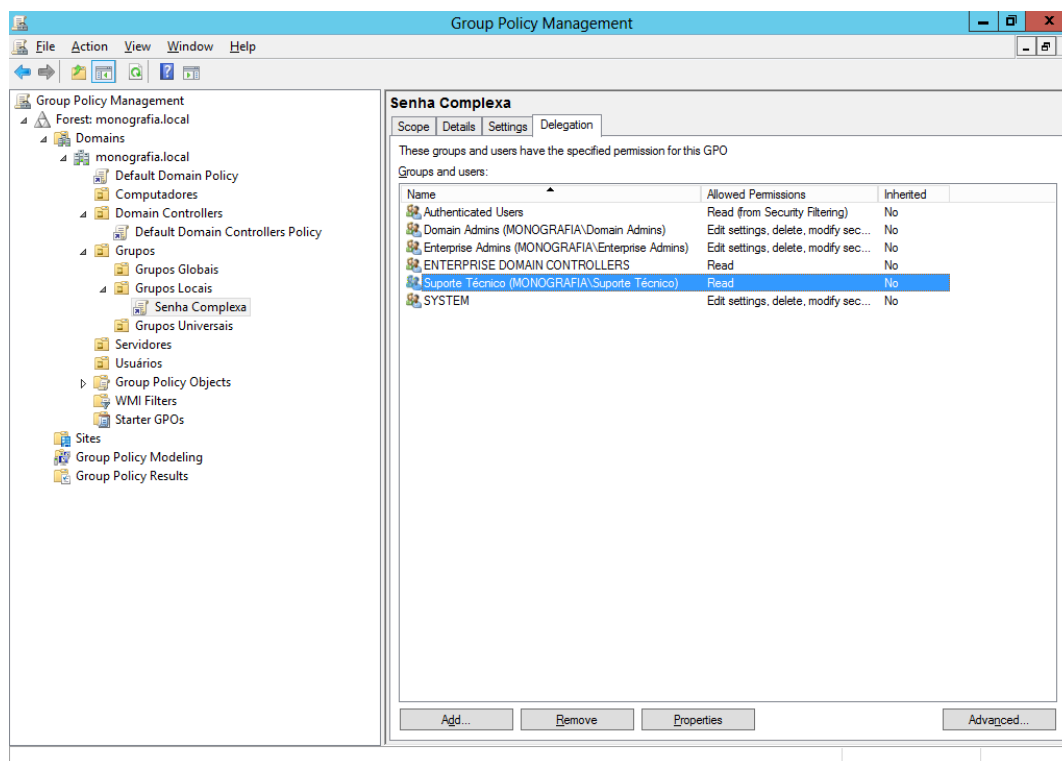 Group Policy Management
File Action View Window Help
Group Policy Management
Forest: monografia.local
Domains
monografia.local
Default Domain Policy
Computadores
Domain Controllers
Default Domain Controllers Policy
Grupos
Grupos Globais
Grupos Locais
Senha Complexa
Grupos Universais
Servidores
Usuários
Group Policy Objects
WMI Filters
Starter GPOs
Sites
Group Policy Modeling
Group Policy Results
Senha Complexa
Scope Details Settings Delegation
These groups and users have the specified permission for this GPO
Groups and users:
Name Allowed Permissions Inherited
Authenticated Users Read (from Security Filtering) No
Domain Admins (MONOGRAFIA\Domain Admins) Edit settings, delete, modify sec... No
Enterprise Admins (MONOGRAFIA\Enterprise Admins) Edit settings, delete, modify sec... No
ENTERPRISE DOMAIN CONTROLLERS Read No
Suporte Técnico (MONOGRAFIA\Suporte Técnico) Read No
SYSTEM Edit settings, delete, modify sec... No
Add... Remove Properties Advanced...